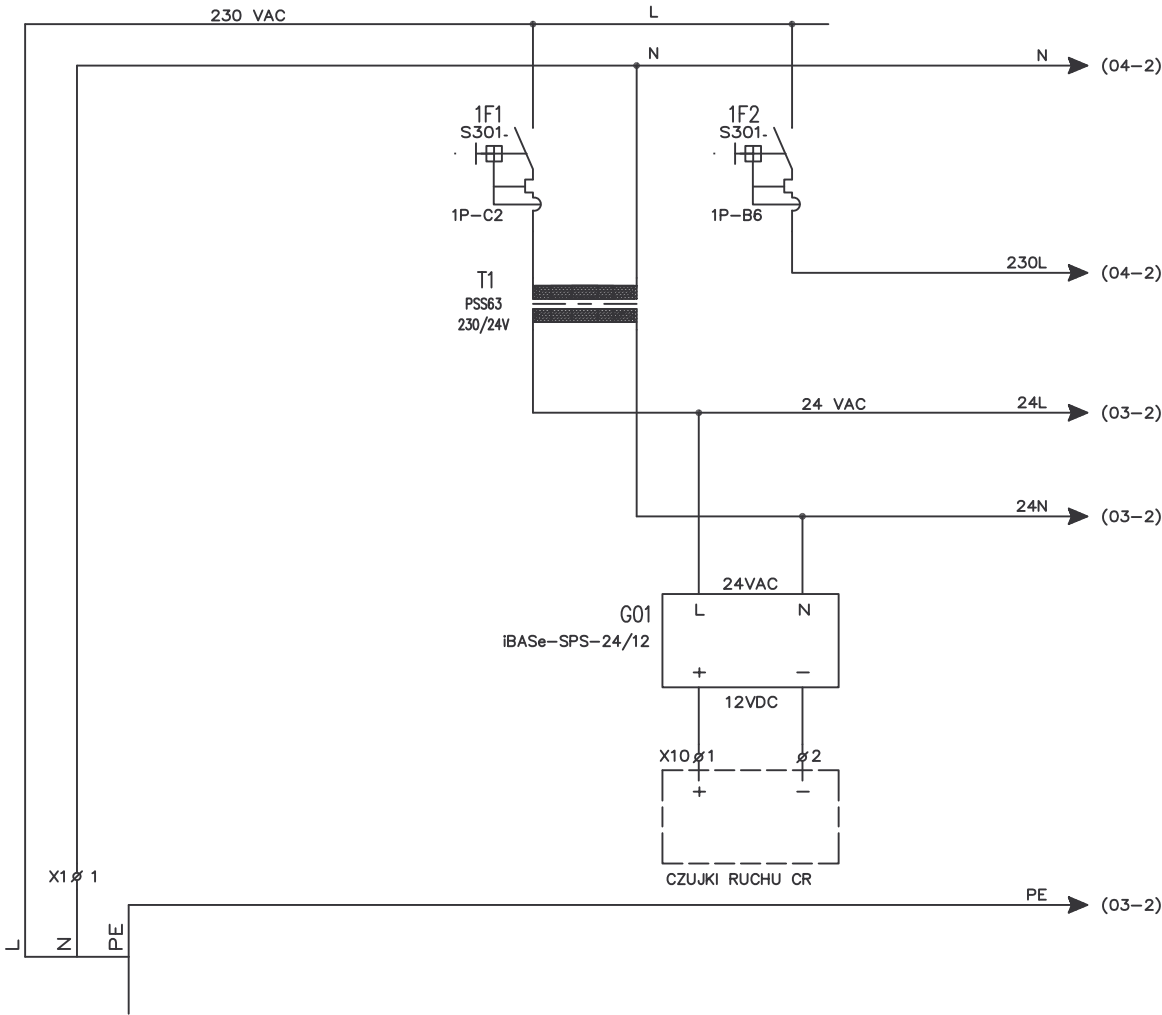 230 VAC
L
N
N
(04-2)
1F1
S301-
1P-C2
1F2
S301-
1P-B6
230L
(04-2)
T1
PSS63
230/24V
24 VAC
24L
(03-2)
24N
(03-2)
24VAC
G01
L
N
iBASe-SPS-24/12
+
-
12VDC
X10
1
2
+
-
CZUJKI RUCHU CR
X1
1
PE
(03-2)
L
N
PE